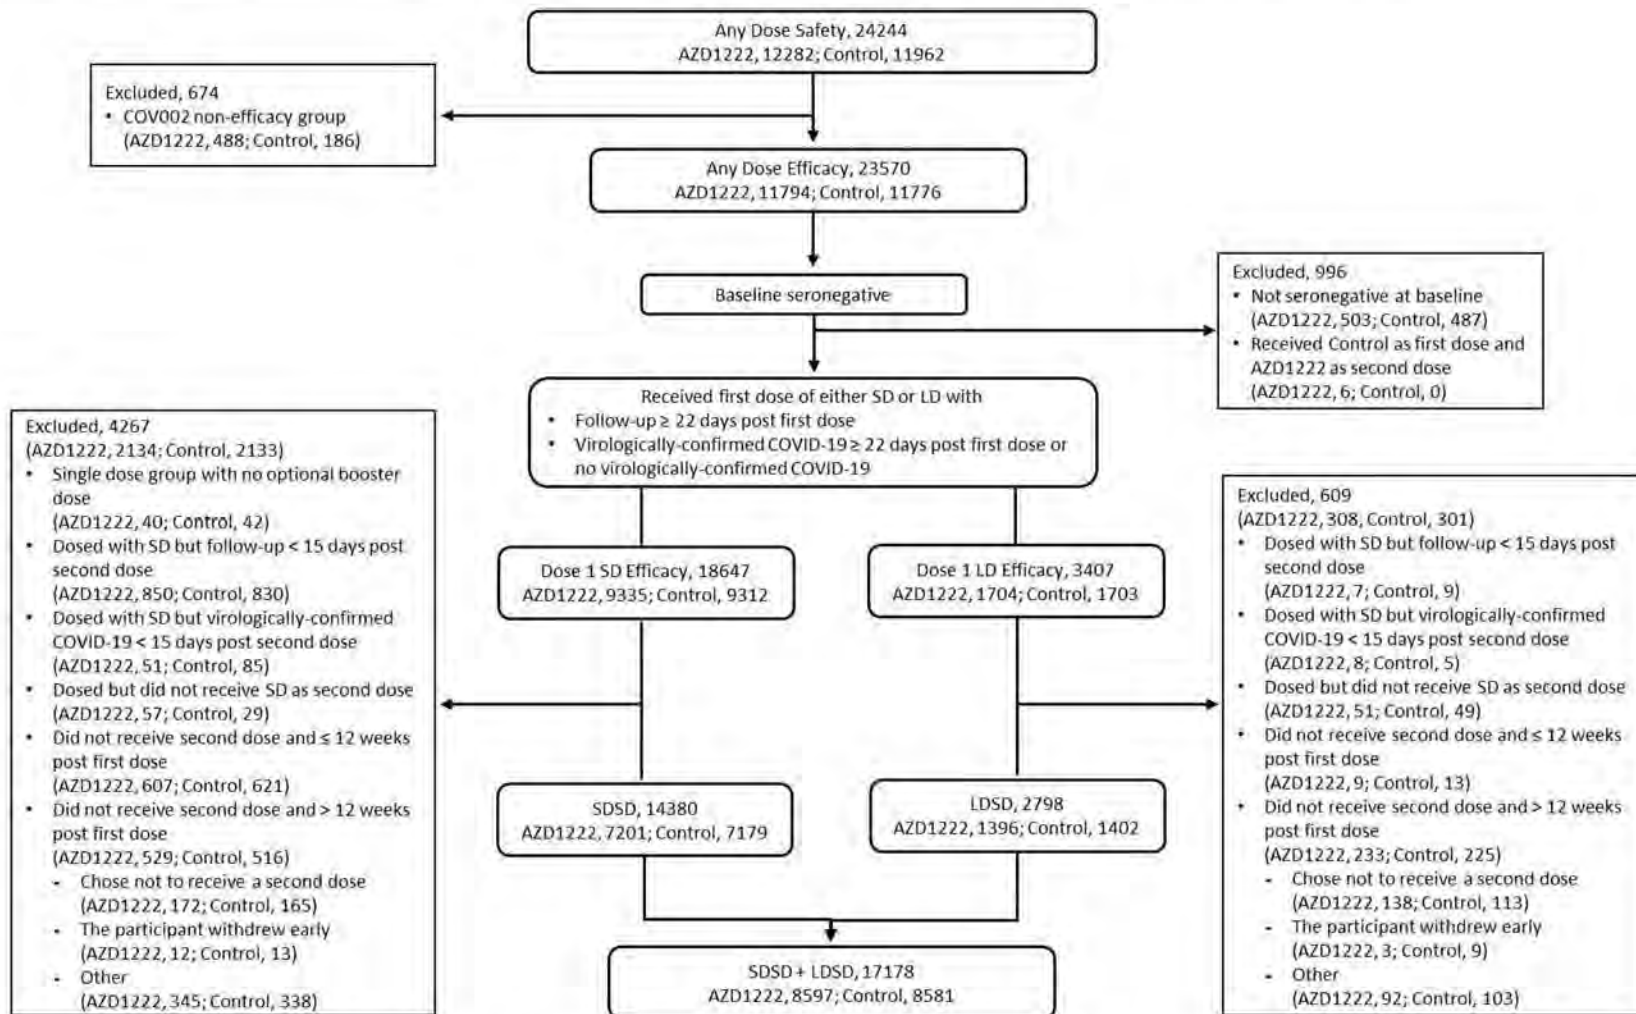 Any Dose Safety, 24244
AZD1222, 12282; Control, 11962
Excluded, 674
• COV002 non-efficacy group
(AZD1222, 488; Control, 186)
Any Dose Efficacy, 23570
AZD1222, 11794; Control, 11776
Baseline seronegative
Excluded, 996
• Not seronegative at baseline
(AZD1222, 503; Control, 487)
• Received Control as first dose and
AZD1222 as second dose
(AZD1222, 6; Control, 0)
Received first dose of either SD or LD with
• Follow-up ≥ 22 days post first dose
• Virologically-confirmed COVID-19 ≥ 22 days post first dose or
no virologically-confirmed COVID-19
Excluded, 4267
(AZD1222, 2134; Control, 2133)
• Single dose group with no optional booster
dose
(AZD1222, 40; Control, 42)
• Dosed with SD but follow-up < 15 days post
second dose
(AZD1222, 850; Control, 830)
• Dosed with SD but virologically-confirmed
COVID-19 < 15 days post second dose
(AZD1222, 51; Control, 85)
• Dosed but did not receive SD as second dose
(AZD1222, 57; Control, 29)
• Did not receive second dose and ≤ 12 weeks
post first dose
(AZD1222, 607; Control, 621)
• Did not receive second dose and > 12 weeks
post first dose
(AZD1222, 529; Control, 516)
- Chose not to receive a second dose
(AZD1222, 172; Control, 165)
- The participant withdrew early
(AZD1222, 12; Control, 13)
- Other
(AZD1222, 345; Control, 338)
Dose 1 SD Efficacy, 18647
AZD1222, 9335; Control, 9312
Dose 1 LD Efficacy, 3407
AZD1222, 1704; Control, 1703
Excluded, 609
(AZD1222, 308, Control, 301)
• Dosed with SD but follow-up < 15 days post
second dose
(AZD1222, 7; Control, 9)
• Dosed with SD but virologically-confirmed
COVID-19 < 15 days post second dose
(AZD1222, 8; Control, 5)
• Dosed but did not receive SD as second dose
(AZD1222, 51; Control, 49)
• Did not receive second dose and ≤ 12 weeks
post first dose
(AZD1222, 9; Control, 13)
• Did not receive second dose and > 12 weeks
post first dose
(AZD1222, 233; Control, 225)
- Chose not to receive a second dose
(AZD1222, 138; Control, 113)
- The participant withdrew early
(AZD1222, 3; Control, 9)
- Other
(AZD1222, 92; Control, 103)
SDSD, 14380
AZD1222, 7201; Control, 7179
LDSD, 2798
AZD1222, 1396; Control, 1402
SDSD + LDSD, 17178
AZD1222, 8597; Control, 8581